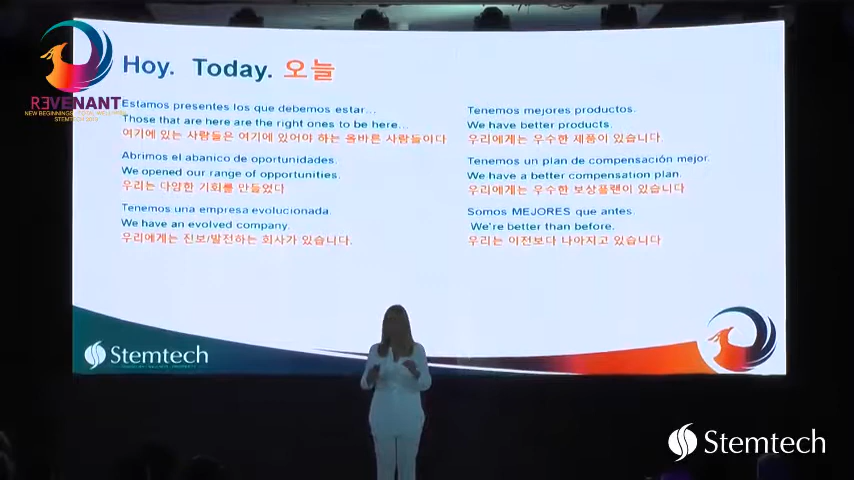 REVENANT
Hoy. Today. 오늘
Estamos presentes los que debemos estar...
Those that are here are the right ones to be here...
여기에 있는 사람들은 여기에 있어야 하는 올바른 사람들이다
Abrimos el abanico de oportunidades.
We opened our range of opportunities.
우리는 다양한 기회를 만들었다
Tenemos una empresa evolucionada.
We have an evolved company.
우리에게는 진보/발전하는 회사가 있습니다.
Tenemos mejores productos.
We have better products.
우리에게는 우수한 제품이 있습니다.
Tenemos un plan de compensación mejor.
We have a better compensation plan.
우리에게는 우수한 보상플랜이 있습니다
Somos MEJORES que antes.
We're better than before.
우리는 이전보다 나아지고 있습니다
Stemtech
Stemtech